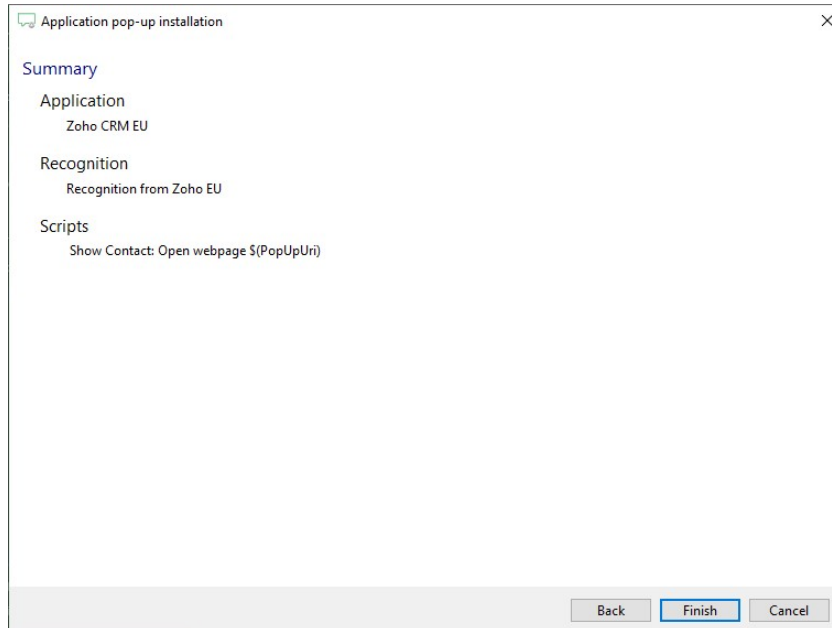 Application pop-up installation
Summary
Application
Zoho CRM EU
Recognition
Recognition from Zoho EU
Scripts
Show Contact: Open webpage $(PopUpUri)
Back Finish Cancel